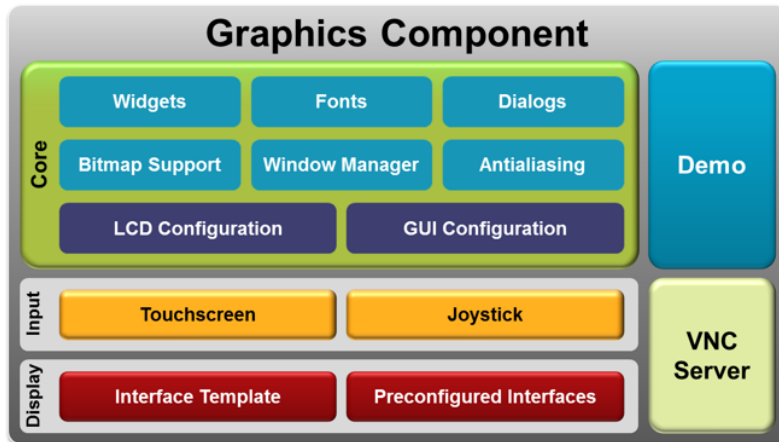 Graphics Component
Core
Widgets
Fonts
Dialogs
Bitmap Support
Window Manager
Antialiasing
LCD Configuration
GUI Configuration
Demo
Input
Touchscreen
Joystick
Display
Interface Template
Preconfigured Interfaces
VNC
Server